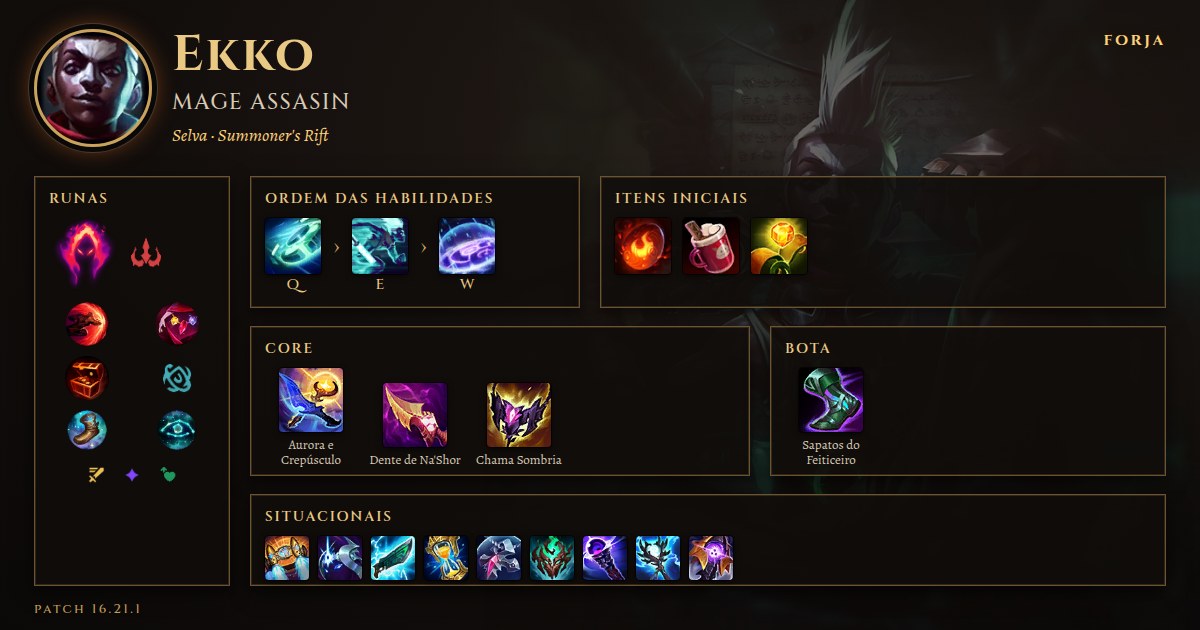 EKKO
MAGE ASSASIN
Selva · Summoner's Rift
FORJA
RUNAS
ORDEM DAS HABILIDADES
Q › E › W
ITENS INICIAIS
CORE
Aurora e
Crepúsculo
Dente de Na'Shor
Chama Sombria
BOTA
Sapatos do
Feiticeiro
SITUACIONAIS
PATCH 16.21.1